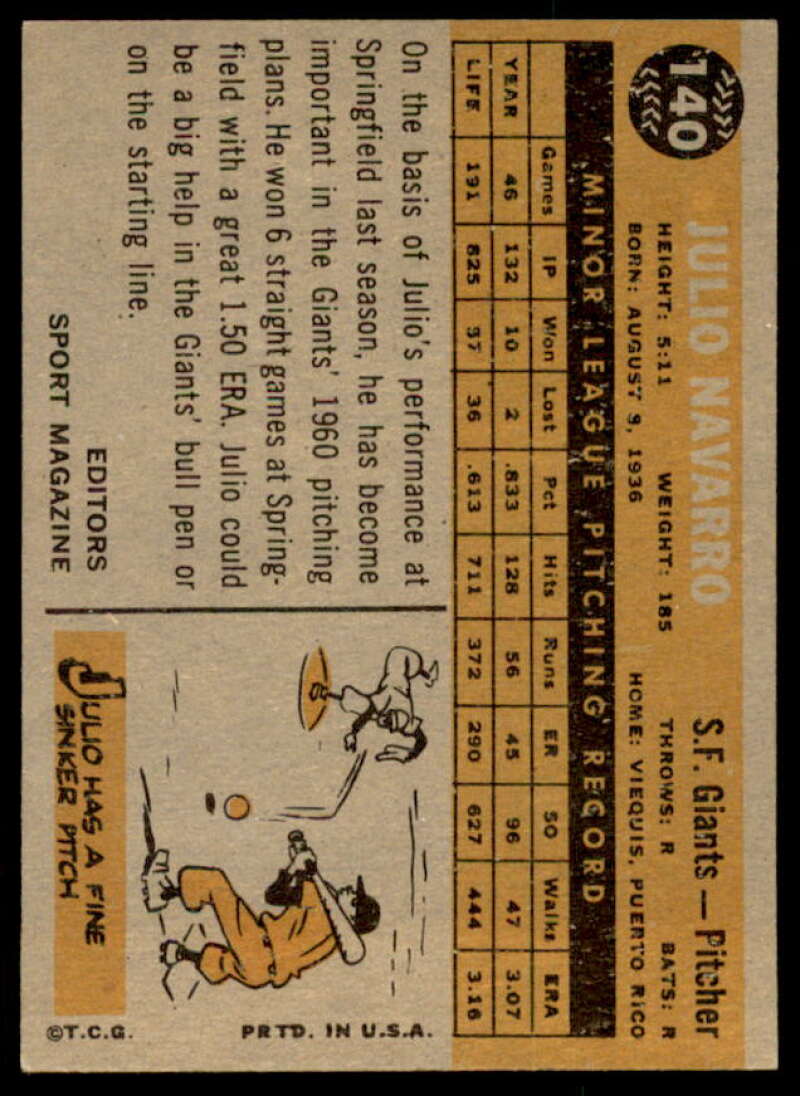 140
JULIO NAVARRO
S.F. Giants — Pitcher
HEIGHT: 5:11 WEIGHT: 185 THROWS: R BATS: R
BORN: AUGUST 9, 1936 HOME: VIEQUIS, PUERTO RICO
MINOR LEAGUE PITCHING RECORD
Games IP Won Lost Pct Hits Runs ER SO Walks ERA
YEAR 46 132 10 2 .833 128 56 45 96 47 3.07
LIFE 191 825 57 36 .613 711 372 290 627 444 3.16
On the basis of Julio's performance at
Springfield last season, he has become
important in the Giants' 1960 pitching
plans. He won 6 straight games at Spring-
field with a great 1.50 ERA. Julio could
be a big help in the Giants' bull pen or
on the starting line.
EDITORS
SPORT MAGAZINE
JULIO HAS A FINE
SINKER PITCH
©T.C.G. PRTD. IN U.S.A.